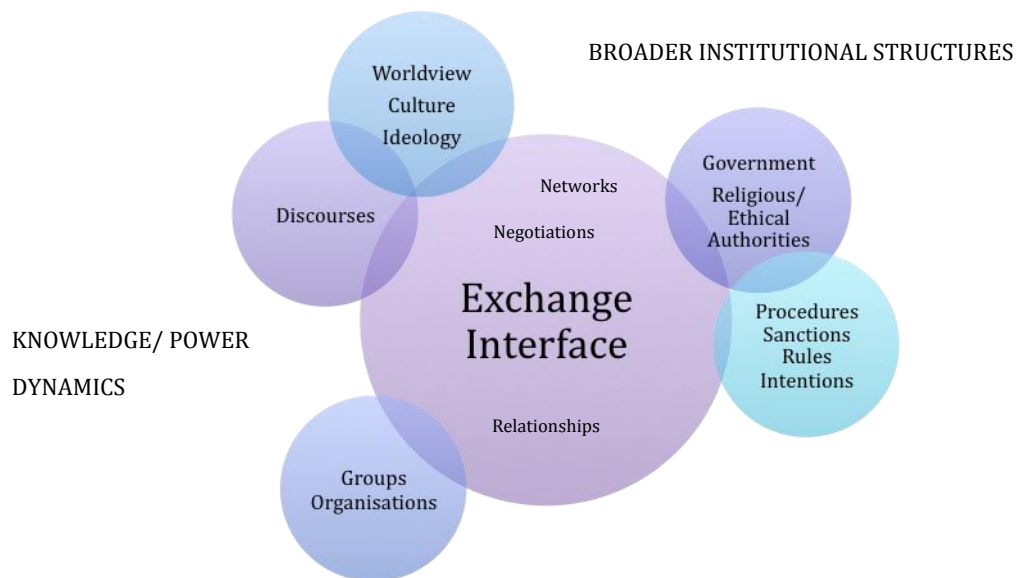 BROADER INSTITUTIONAL STRUCTURES
Worldview
Culture
Ideology
Discourses
Networks
Negotiations
Exchange
Interface
Relationships
Government
Religious/
Ethical
Authorities
Procedures
Sanctions
Rules
Intentions
KNOWLEDGE/ POWER
DYNAMICS
Groups
Organisations